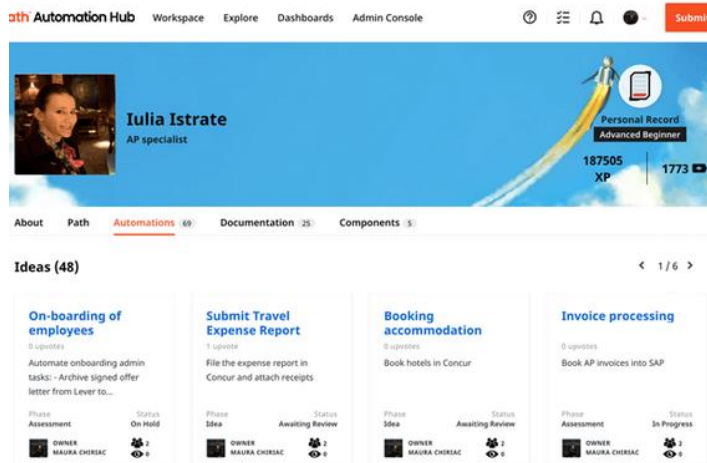 ath Automation Hub Workspace Explore Dashboards Admin Console Submi
Iulia Istrate
AP specialist
Personal Record
Advanced Beginner
187505 XP 1773
About Path Automations 69 Documentation 25 Components 5
Ideas (48) 1 / 6
On-boarding of employees
0 upvotes
Automate onboarding admin
tasks: - Archive signed offer
letter from Lever to...
Phase Status
Assessment On Hold
OWNER 2
MAURA CHIRIAC 0
Submit Travel Expense Report
1 upvote
File the expense report in
Concur and attach receipts
Phase Status
Idea Awaiting Review
OWNER 2
MAURA CHIRIAC 0
Booking accommodation
0 upvotes
Book hotels in Concur
Phase Status
Idea Awaiting Review
OWNER 2
MAURA CHIRIAC 0
Invoice processing
0 upvotes
Book AP invoices into SAP
Phase Status
Assessment In Progress
OWNER 2
MAURA CHIRIAC 0